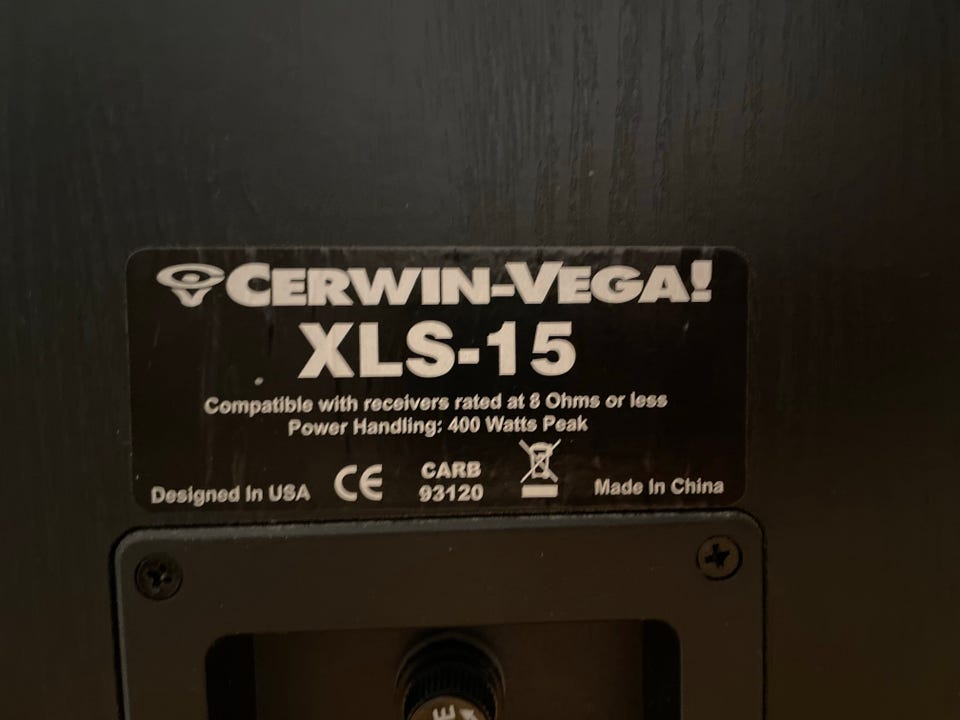 CERWIN-VEGA!
XLS-15
Compatible with receivers rated at 8 Ohms or less
Power Handling: 400 Watts Peak
Designed In USA CE CARB 93120 Made In China